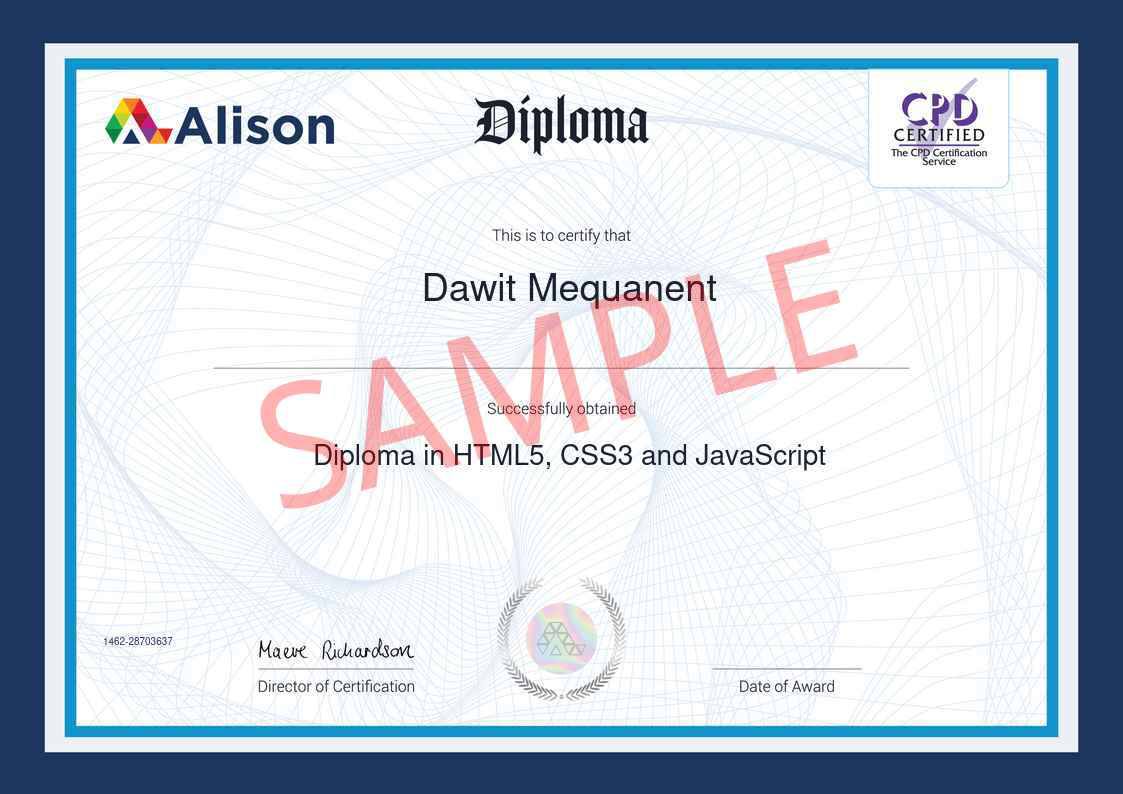 Alison
Diploma
CPD
CERTIFIED
The CPD Certification
Service
This is to certify that
Dawit Mequanent
SAMPLE
Successfully obtained
Diploma in HTML5, CSS3 and JavaScript
1462-28703637
Maeve Richardson
Director of Certification
Date of Award